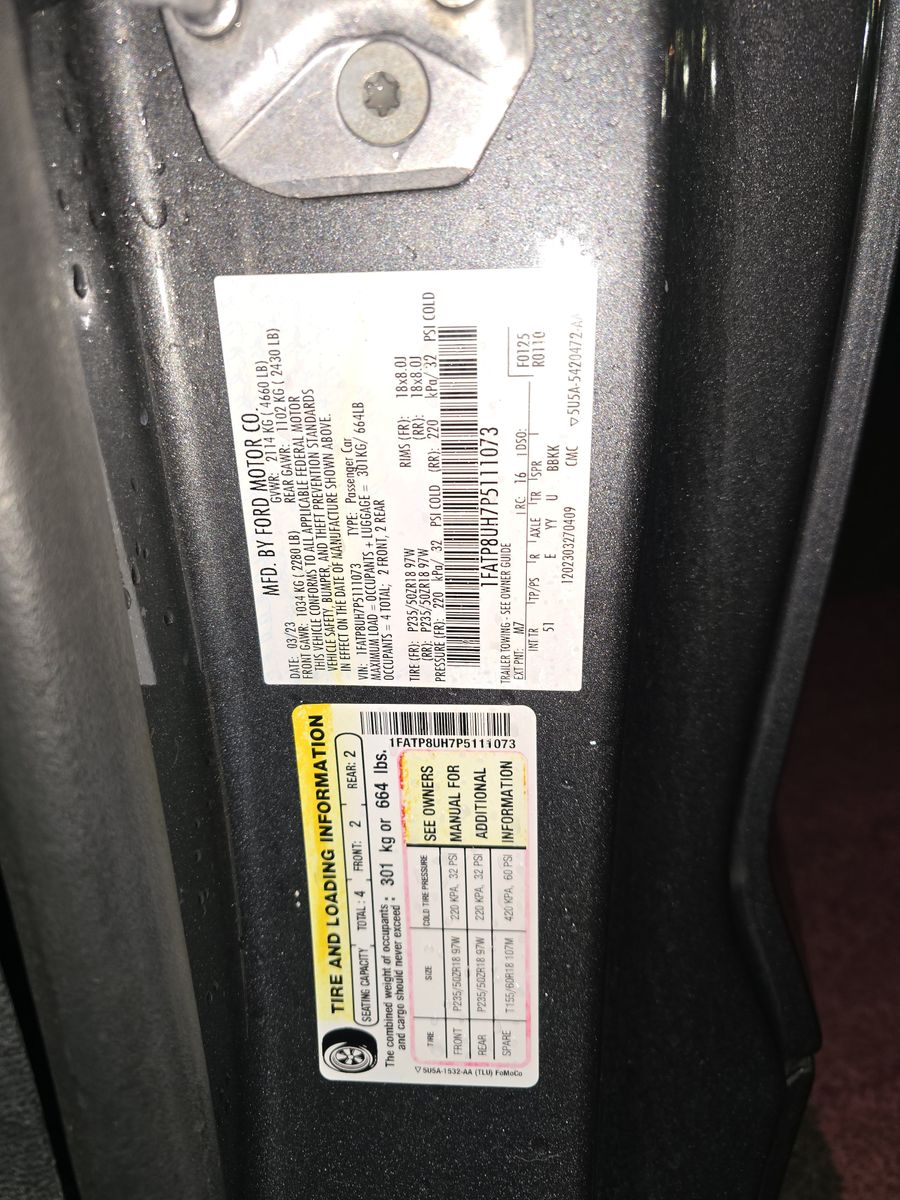 MFD. BY FORD MOTOR CO.
DATE: 03/23 GVWR: 2114 KG ( 4660 LB)
FRONT GAWR: 1034 KG ( 2280 LB) REAR GAWR: 1102 KG ( 2430 LB)
THIS VEHICLE CONFORMS TO ALL APPLICABLE FEDERAL MOTOR
VEHICLE SAFETY, BUMPER, AND THEFT PREVENTION STANDARDS
IN EFFECT ON THE DATE OF MANUFACTURE SHOWN ABOVE.
VIN: 1FATP8UH7P5111073 TYPE: Passenger Car
MAXIMUM LOAD = OCCUPANTS + LUGGAGE = 301KG/ 664LB
OCCUPANTS = 4 TOTAL; 2 FRONT, 2 REAR
TIRE (FR): P235/50ZR18 97W RIMS (FR): 18x8.0J
(RR): P235/50ZR18 97W (RR): 18x8.0J
PRESSURE (FR): 220 kPa/ 32 PSI COLD (RR): 220 kPa/ 32 PSI COLD
1FATP8UH7P5111073
TRAILER TOWING - SEE OWNER GUIDE
EXT PNT: M7 RC: 16 DSO: F0125
R0110
INT TR TP/PS R AXLE TR SPR
51 E YY U BBKK
1202303270409 CMC ▽5U5A-5420472-AA
TIRE AND LOADING INFORMATION
SEATING CAPACITY TOTAL: 4 FRONT: 2 REAR: 2
The combined weight of occupants and cargo should never exceed : 301 kg or 664 lbs.
1FATP8UH7P5111073
TIRE SIZE COLD TIRE PRESSURE SEE OWNERS
FRONT P235/50ZR18 97W 220 KPA, 32 PSI MANUAL FOR
REAR P235/50ZR18 97W 220 KPA, 32 PSI ADDITIONAL
SPARE T155/60R18 107M 420 KPA, 60 PSI INFORMATION
▽ 5U5A-1532-AA (TLU) FoMoCo